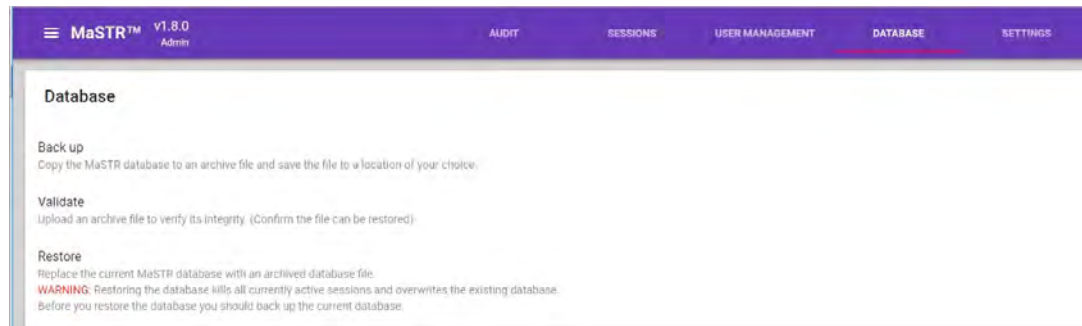 MaSTR™ v1.8.0
Admin
AUDIT SESSIONS USER MANAGEMENT DATABASE SETTINGS
Database
Back up
Copy the MaSTR database to an archive file and save the file to a location of your choice.
Validate
Upload an archive file to verify its integrity. (Confirm the file can be restored)
Restore
Replace the current MaSTR database with an archived database file.
WARNING: Restoring the database kills all currently active sessions and overwrites the existing database.
Before you restore the database you should back up the current database.